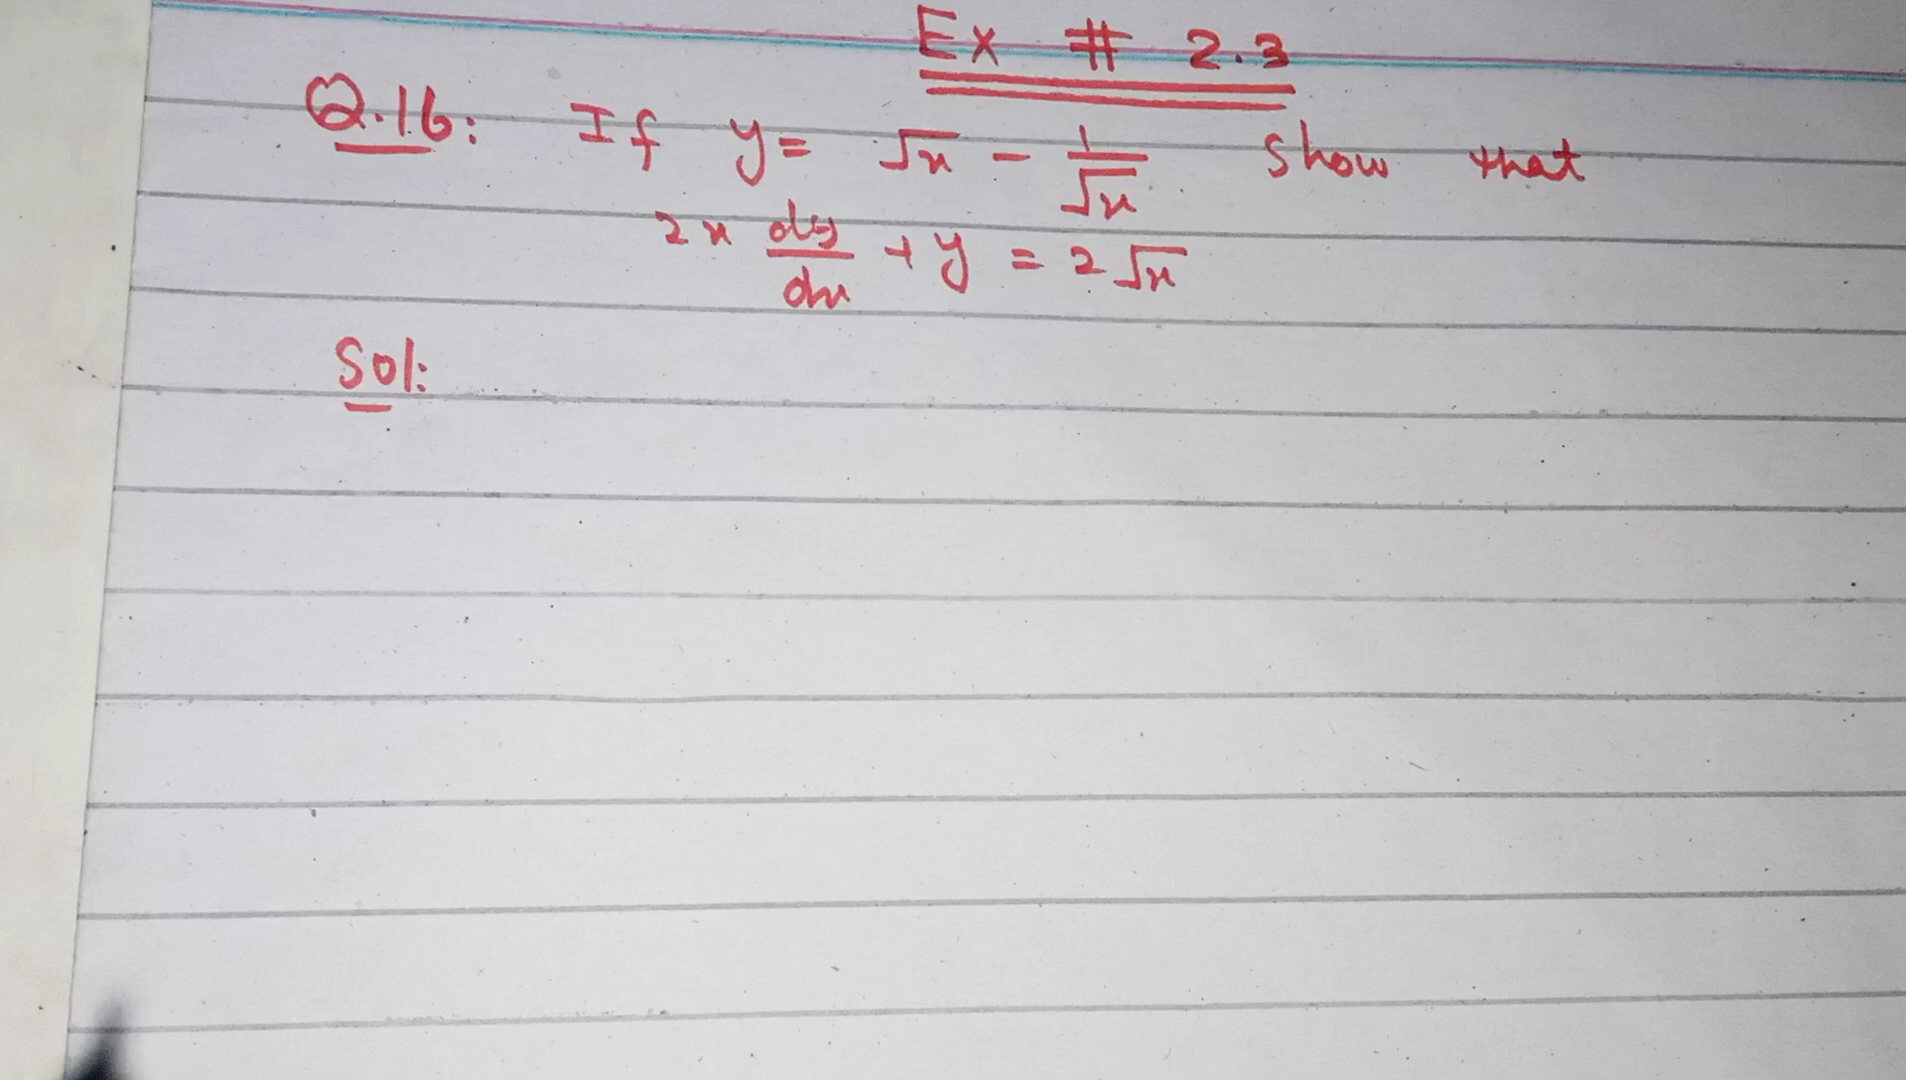 Ex # 2.3
Q.16: If y = √x - 1/√x Show that
2x dy/dx + y = 2√x
Sol: